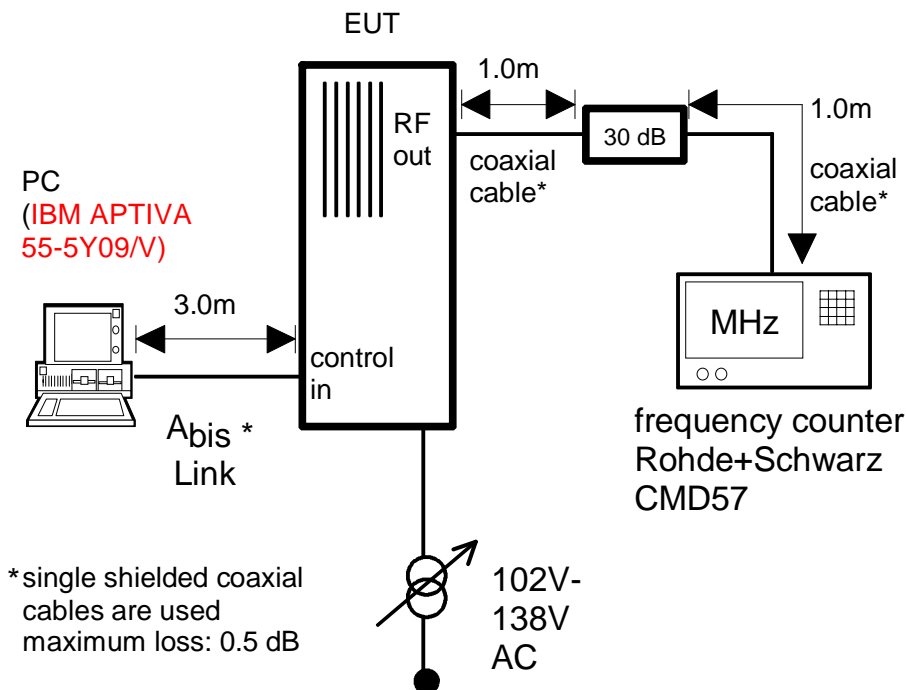 EUT
1.0m
RF
out
30 dB
1.0m
coaxial
cable*
coaxial
cable*
PC
(IBM APTIVA
55-5Y09/V)
3.0m
control
in
MHz
Abis *
Link
frequency counter
Rohde+Schwarz
CMD57
*single shielded coaxial
cables are used
maximum loss: 0.5 dB
102V-
138V
AC